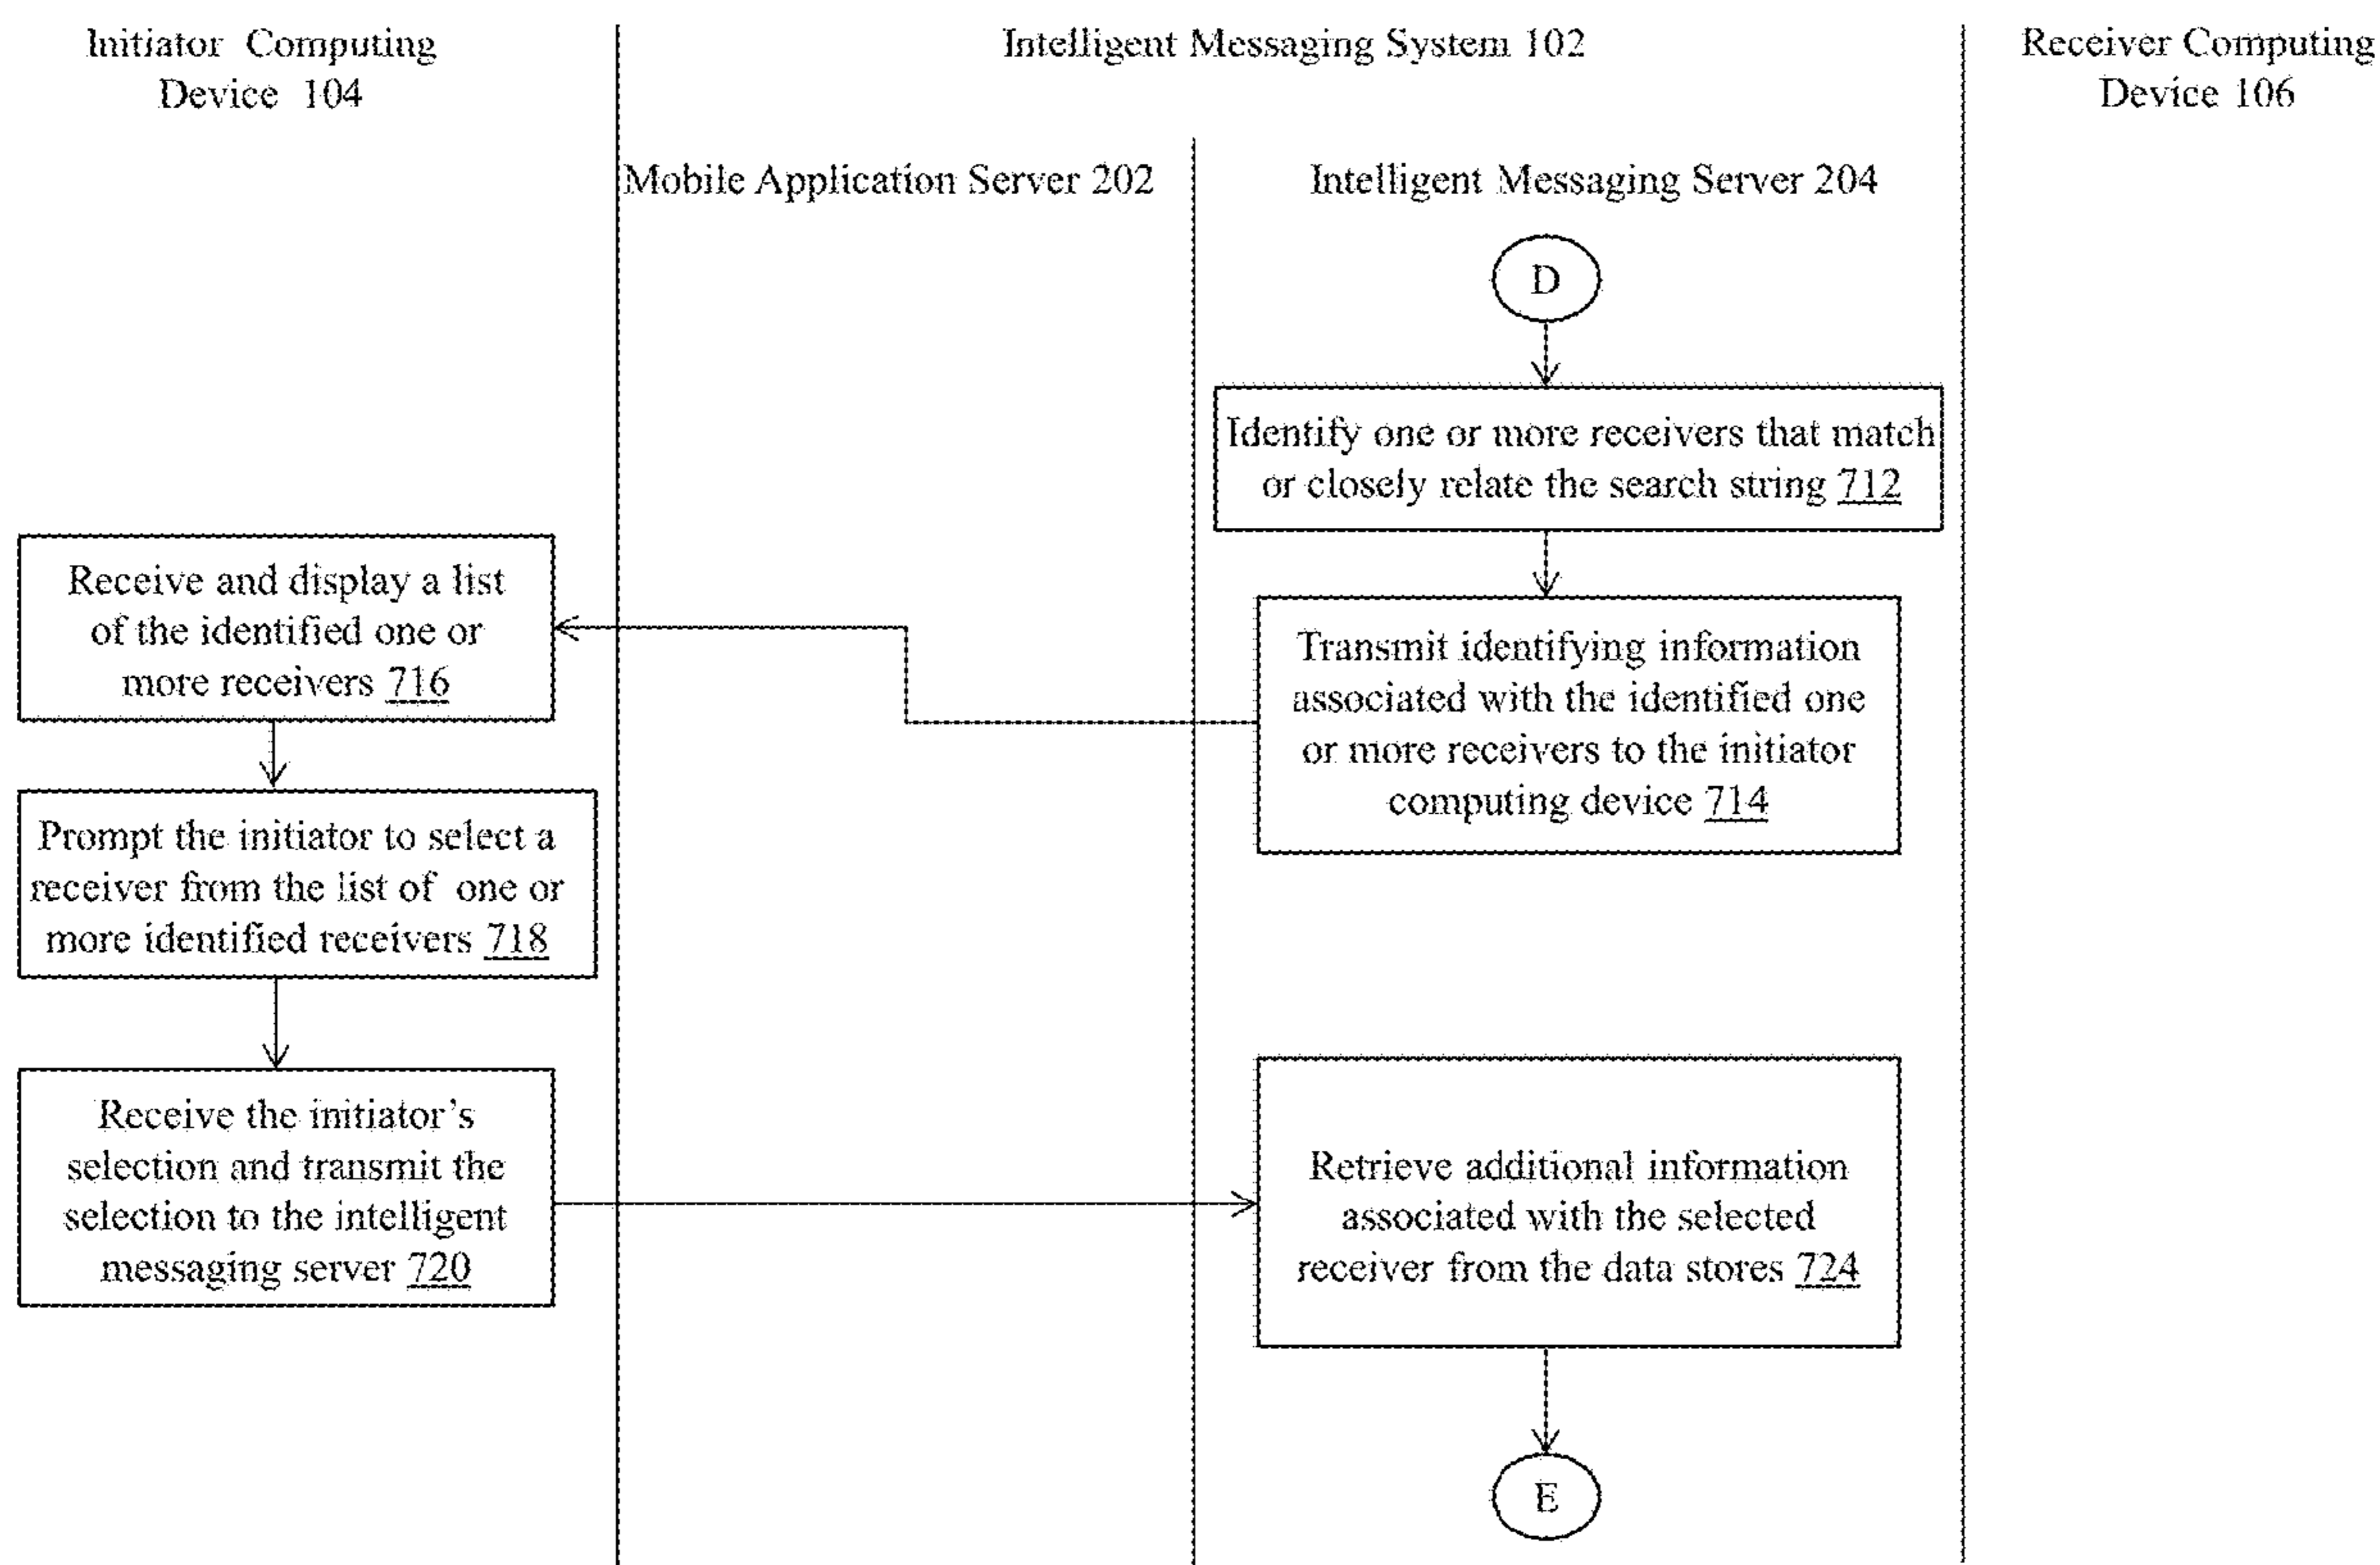 Initiator Computing
Device 104
Intelligent Messaging System 102
Receiver Computing
Device 106
Mobile Application Server 202
Intelligent Messaging Server 204
D
Identify one or more receivers that match
or closely relate the search string 712
Receive and display a list
of the identified one or
more receivers 716
Transmit identifying information
associated with the identified one
or more receivers to the initiator
computing device 714
Prompt the initiator to select a
receiver from the list of one or
more identified receivers 718
Receive the initiator's
selection and transmit the
selection to the intelligent
messaging server 720
Retrieve additional information
associated with the selected
receiver from the data stores 724
E